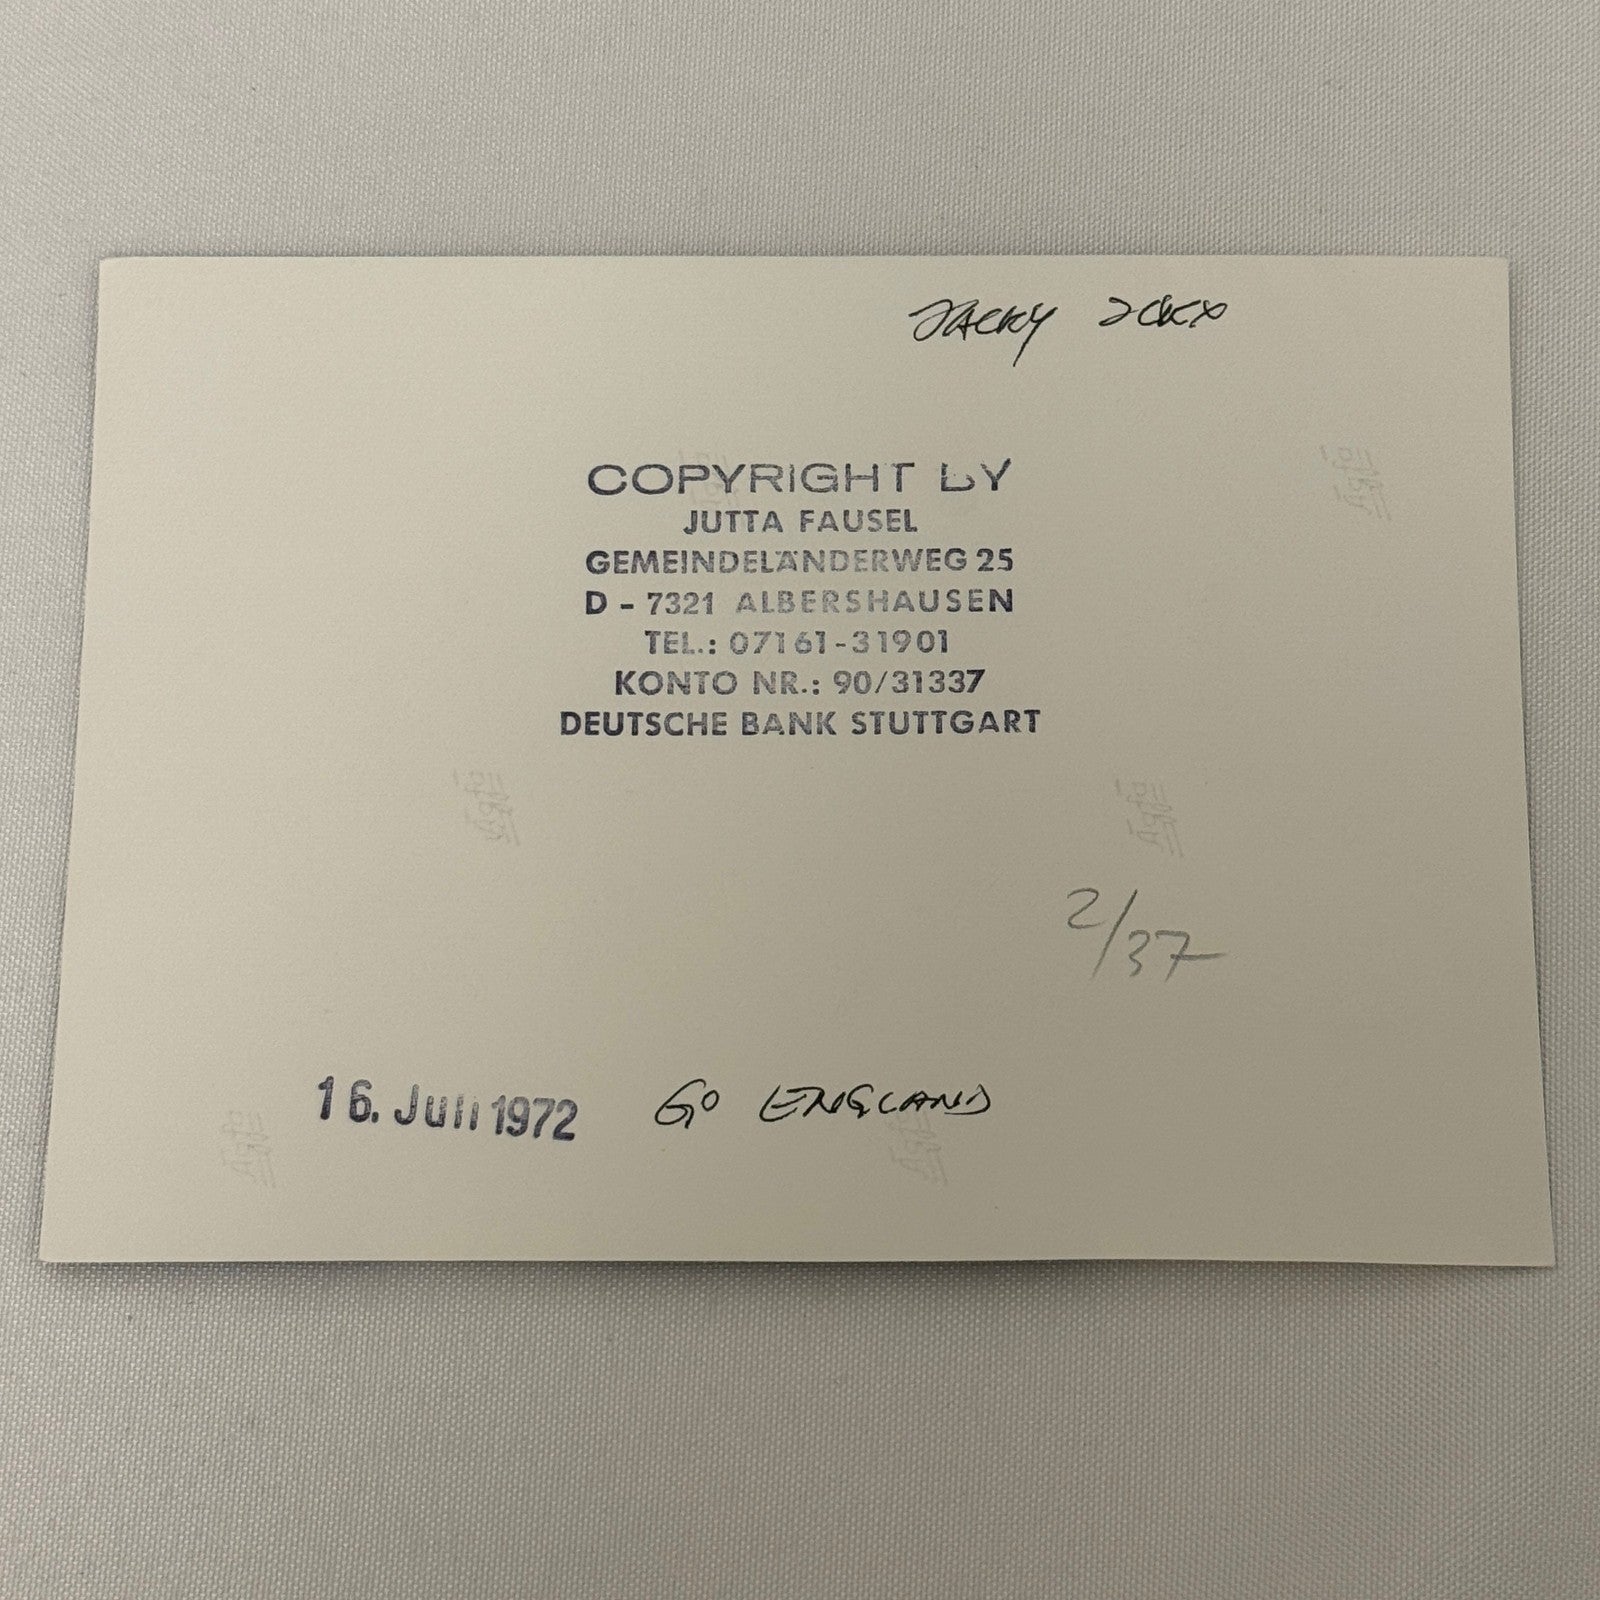 JACKY ICKX
COPYRIGHT BY
JUTTA FAUSEL
GEMEINDELÄNDERWEG 25
D - 7321 ALBERSHAUSEN
TEL.: 07161-31901
KONTO NR.: 90/31337
DEUTSCHE BANK STUTTGART
2/37
16. Juli 1972 GO ENGLAND